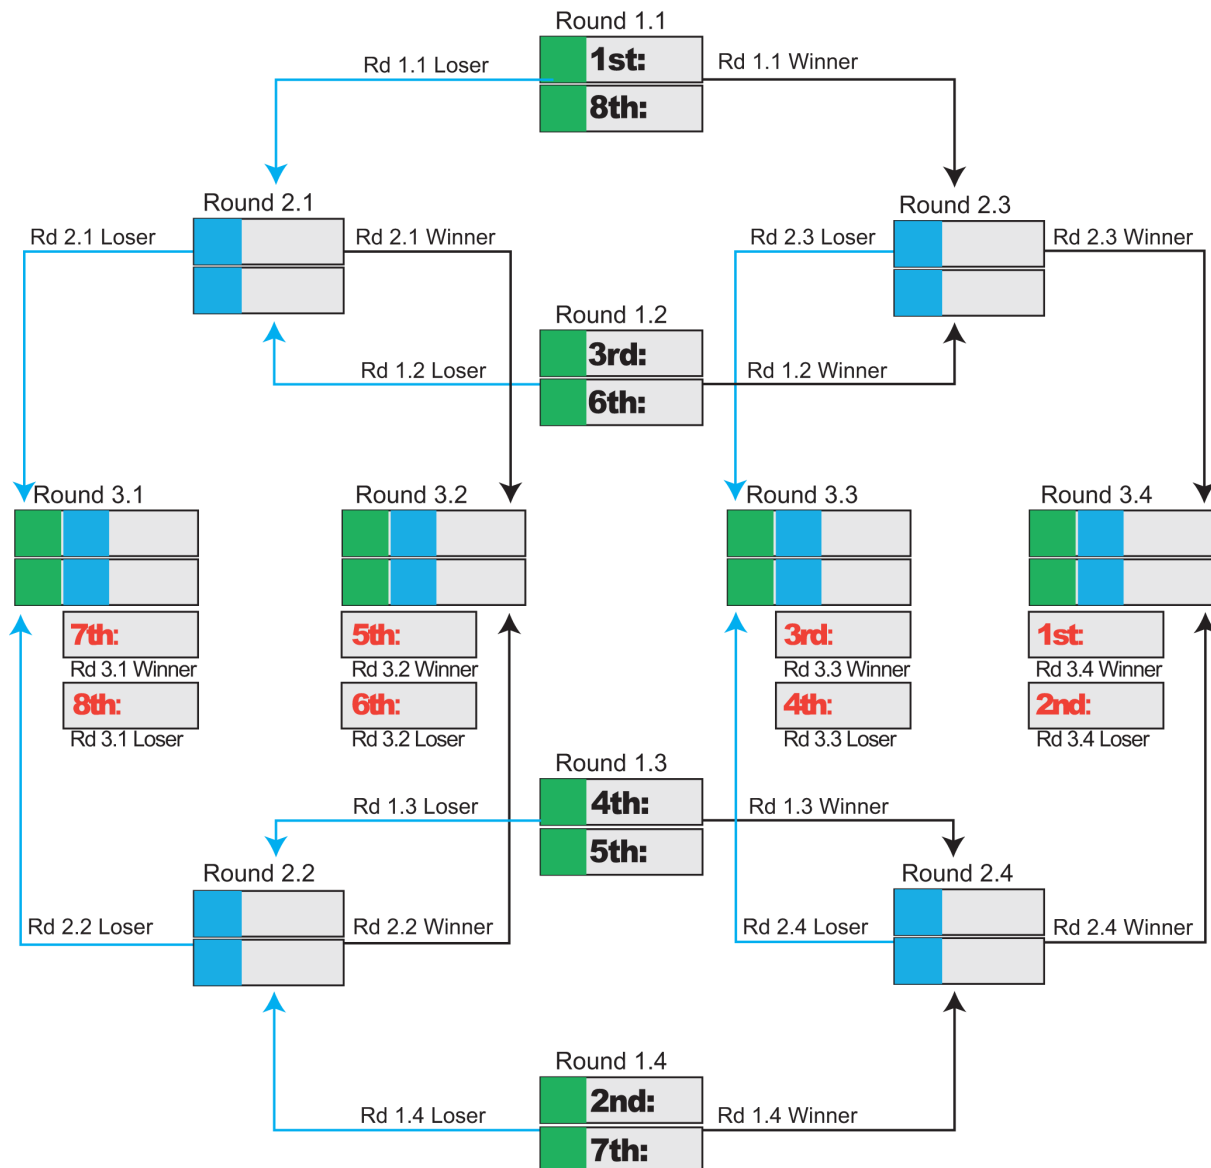 Round 1.1
Rd 1.1 Loser
1st:
Rd 1.1 Winner
8th:
Round 2.1
Round 2.3
Rd 2.1 Loser
Rd 2.1 Winner
Rd 2.3 Loser
Rd 2.3 Winner
Round 1.2
3rd:
Rd 1.2 Loser
Rd 1.2 Winner
6th:
Round 3.1
Round 3.2
Round 3.3
Round 3.4
7th:
5th:
3rd:
1st:
Rd 3.1 Winner
Rd 3.2 Winner
Rd 3.3 Winner
Rd 3.4 Winner
8th:
6th:
4th:
2nd:
Rd 3.1 Loser
Rd 3.2 Loser
Rd 3.3 Loser
Rd 3.4 Loser
Round 1.3
Rd 1.3 Loser
4th:
Rd 1.3 Winner
5th:
Round 2.2
Round 2.4
Rd 2.2 Loser
Rd 2.2 Winner
Rd 2.4 Loser
Rd 2.4 Winner
Round 1.4
2nd:
Rd 1.4 Loser
Rd 1.4 Winner
7th: